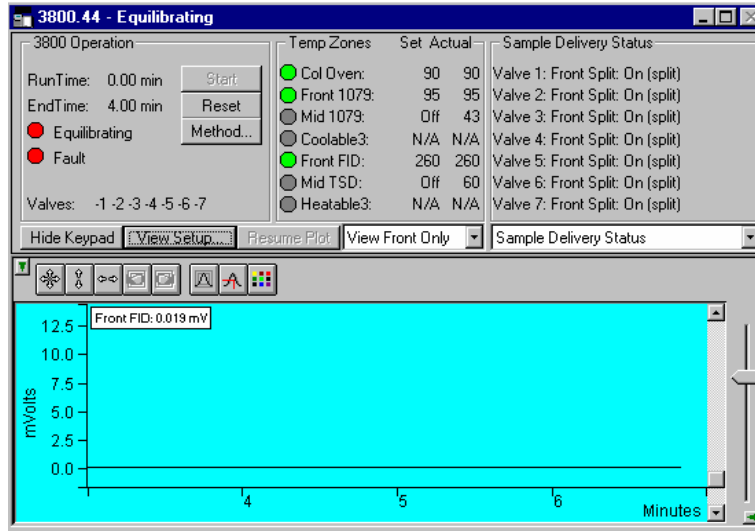 3800.44 - Equilibrating
3800 Operation
RunTime: 0.00 min
Start
EndTime: 4.00 min
Reset
Equilibrating
Method...
Fault
Valves: -1 -2 -3 -4 -5 -6 -7
Temp Zones Set Actual
Col Oven: 90 90
Front 1079: 95 95
Mid 1079: Off 43
Coolable3: N/A N/A
Front FID: 260 260
Mid TSD: Off 60
Heatable3: N/A N/A
Sample Delivery Status
Valve 1: Front Split: On (split)
Valve 2: Front Split: On (split)
Valve 3: Front Split: On (split)
Valve 4: Front Split: On (split)
Valve 5: Front Split: On (split)
Valve 6: Front Split: On (split)
Valve 7: Front Split: On (split)
Hide Keypad View Setup... Resume Plot View Front Only Sample Delivery Status
Front FID: 0.019 mV
12.5
10.0
7.5
5.0
2.5
0.0
mVolts
4 5 6
Minutes